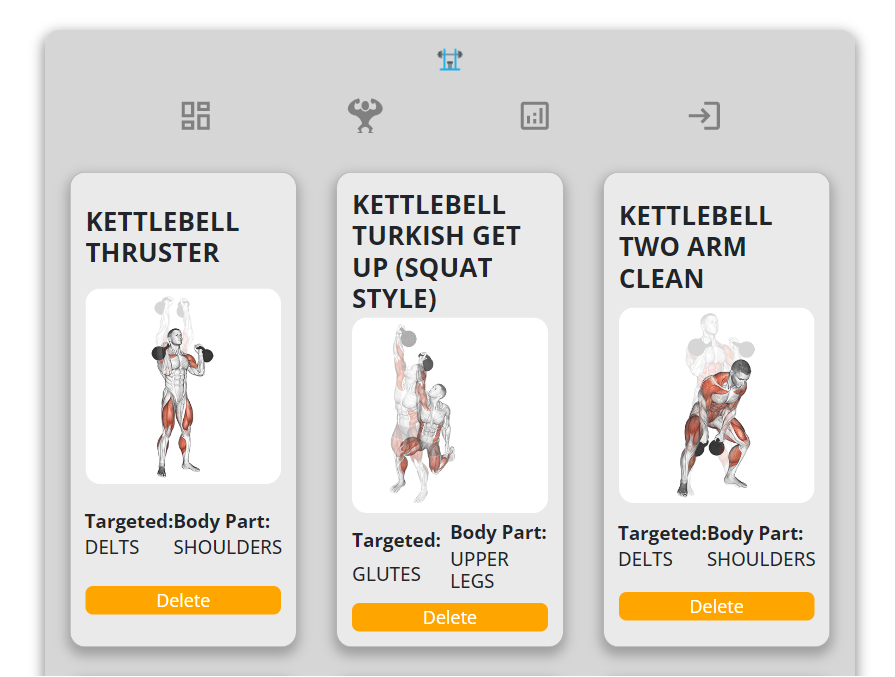 KETTLEBELL
THRUSTER
Targeted:
Body Part:
DELTS
SHOULDERS
Delete
KETTLEBELL
TURKISH GET
UP (SQUAT
STYLE)
Targeted:
Body Part:
GLUTES
UPPER
LEGS
Delete
KETTLEBELL
TWO ARM
CLEAN
Targeted:
Body Part:
DELTS
SHOULDERS
Delete